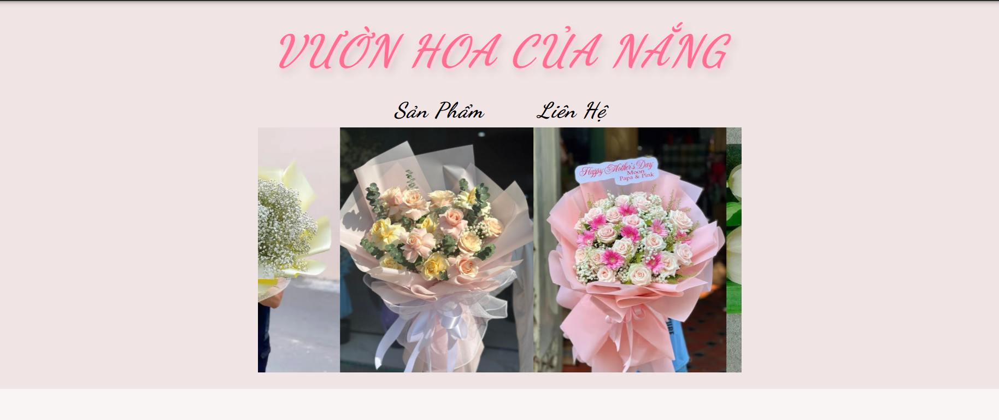 VƯỜN HOA CỦA NẮNG
Sản Phẩm
Liên Hệ
Happy Mother's Day
Moon
Papa & Pink